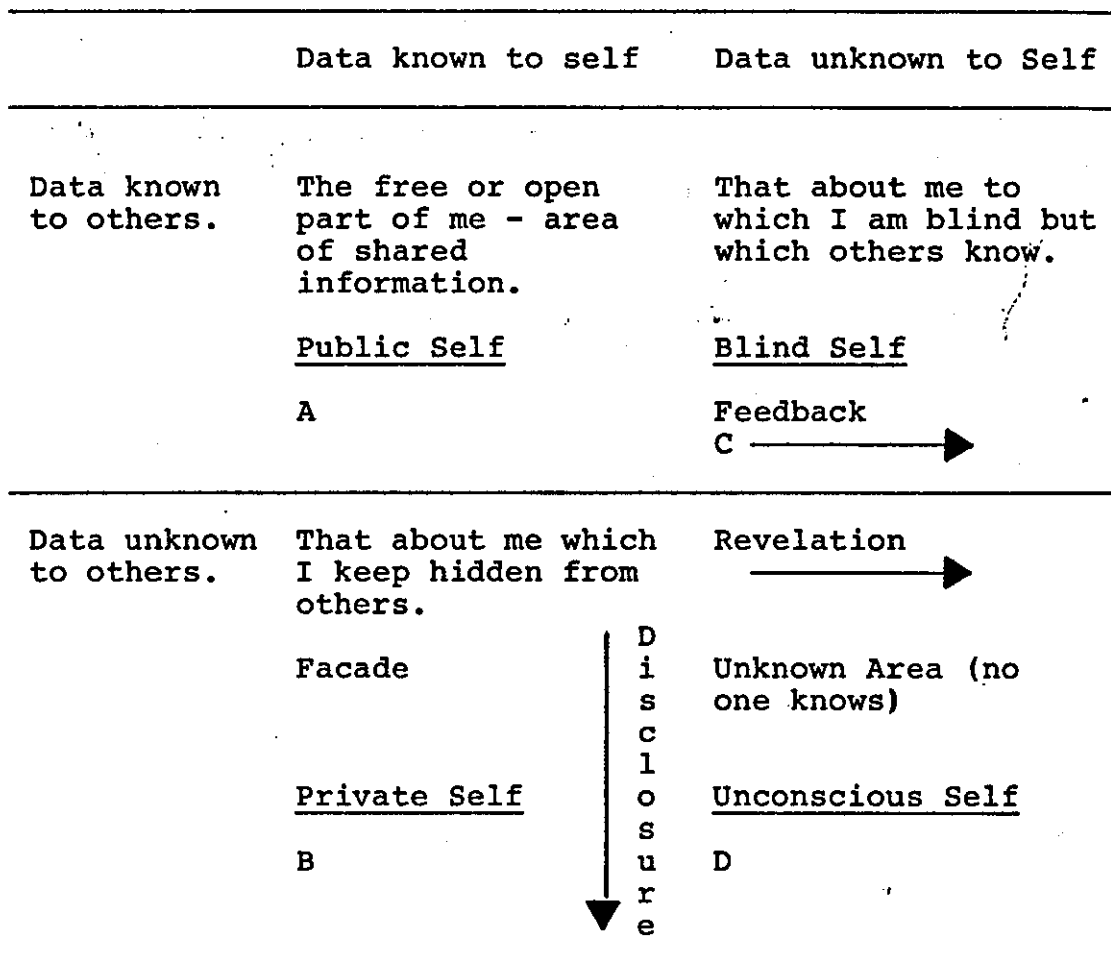 Data known to self Data unknown to Self
Data known The free or open That about me to
to others. part of me - area which I am blind but
of shared which others know.
information.
Public Self Blind Self
A Feedback
C
Data unknown That about me which Revelation
to others. I keep hidden from
others.
Disclosure
Facade Unknown Area (no
one knows)
Private Self Unconscious Self
B D